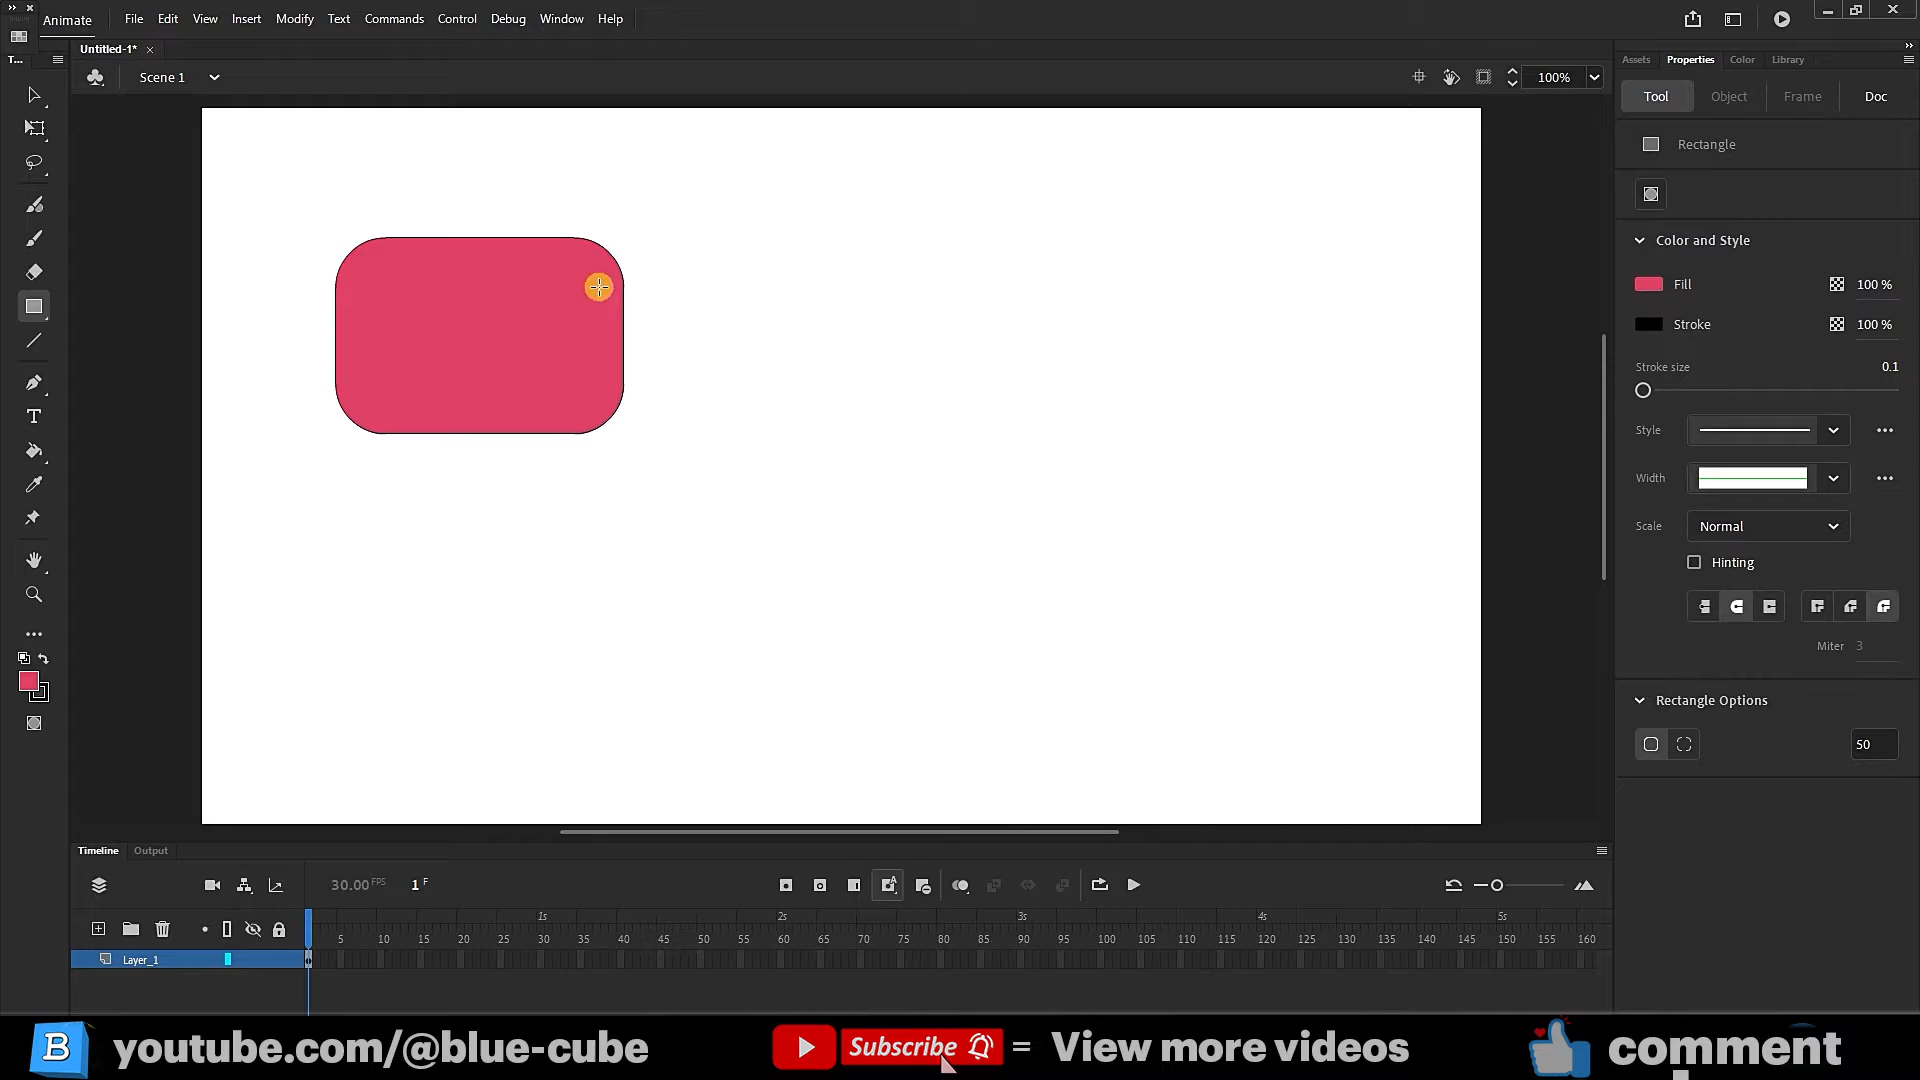 Animate File Edit View Insert Modify Text Commands Control Debug Window Help
Untitled-1*
T...
Scene 1
100%
Assets Properties Color Library
Tool Object Frame Doc
Rectangle
Color and Style
Fill 100 %
Stroke 100 %
Stroke size 0.1
Style
Width
Scale Normal
Hinting
Miter 3
Rectangle Options
50
T
Timeline Output
30.00 FPS 1 F
1s 2s 3s 4s 5s
5 10 15 20 25 30 35 40 45 50 55 60 65 70 75 80 85 90 95 100 105 110 115 120 125 130 135 140 145 150 155 160
Layer_1
B youtube.com/@blue-cube Subscribe = View more videos comment